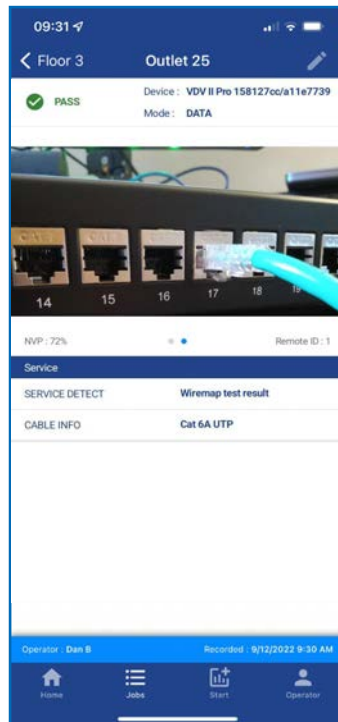 09:31
Floor 3 Outlet 25
PASS
Device : VDV II Pro 158127cc/a11e7739
Mode : DATA
14 15 16 17 18 19
NVP : 72% Remote ID : 1
Service
SERVICE DETECT Wiremap test result
CABLE INFO Cat 6A UTP
Operator : Dan B Recorded : 9/12/2022 9:30 AM
Home Jobs Start Operator